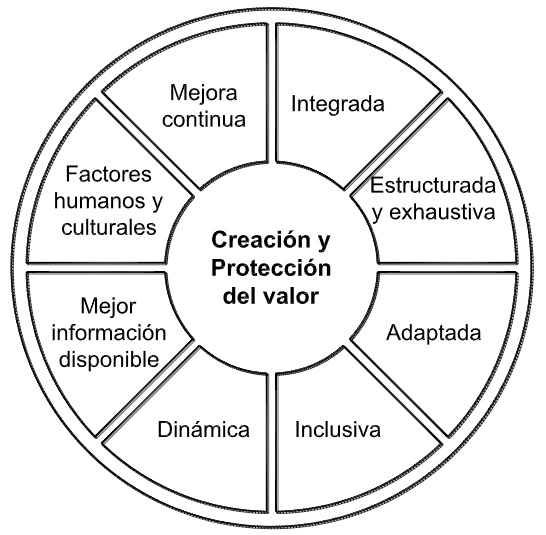 Mejora
continua
Integrada
Factores
humanos y
culturales
Estructurada
y exhaustiva
Creación y
Protección
del valor
Mejor
información
disponible
Adaptada
Dinámica
Inclusiva